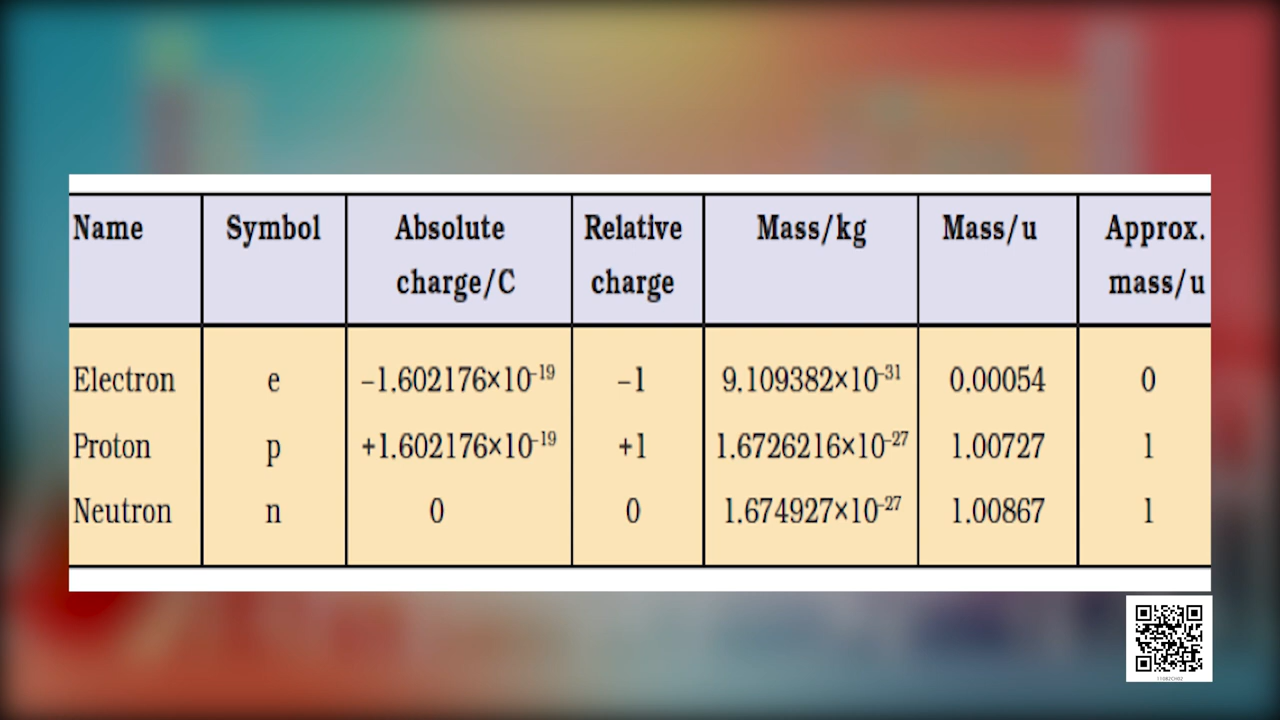 Name Symbol Absolute charge/C Relative charge Mass/kg Mass/u Approx. mass/u
Electron e –1.602176×10⁻¹⁹ –1 9.109382×10⁻³¹ 0.00054 0
Proton p +1.602176×10⁻¹⁹ +1 1.6726216×10⁻²⁷ 1.00727 1
Neutron n 0 0 1.674927×10⁻²⁷ 1.00867 1